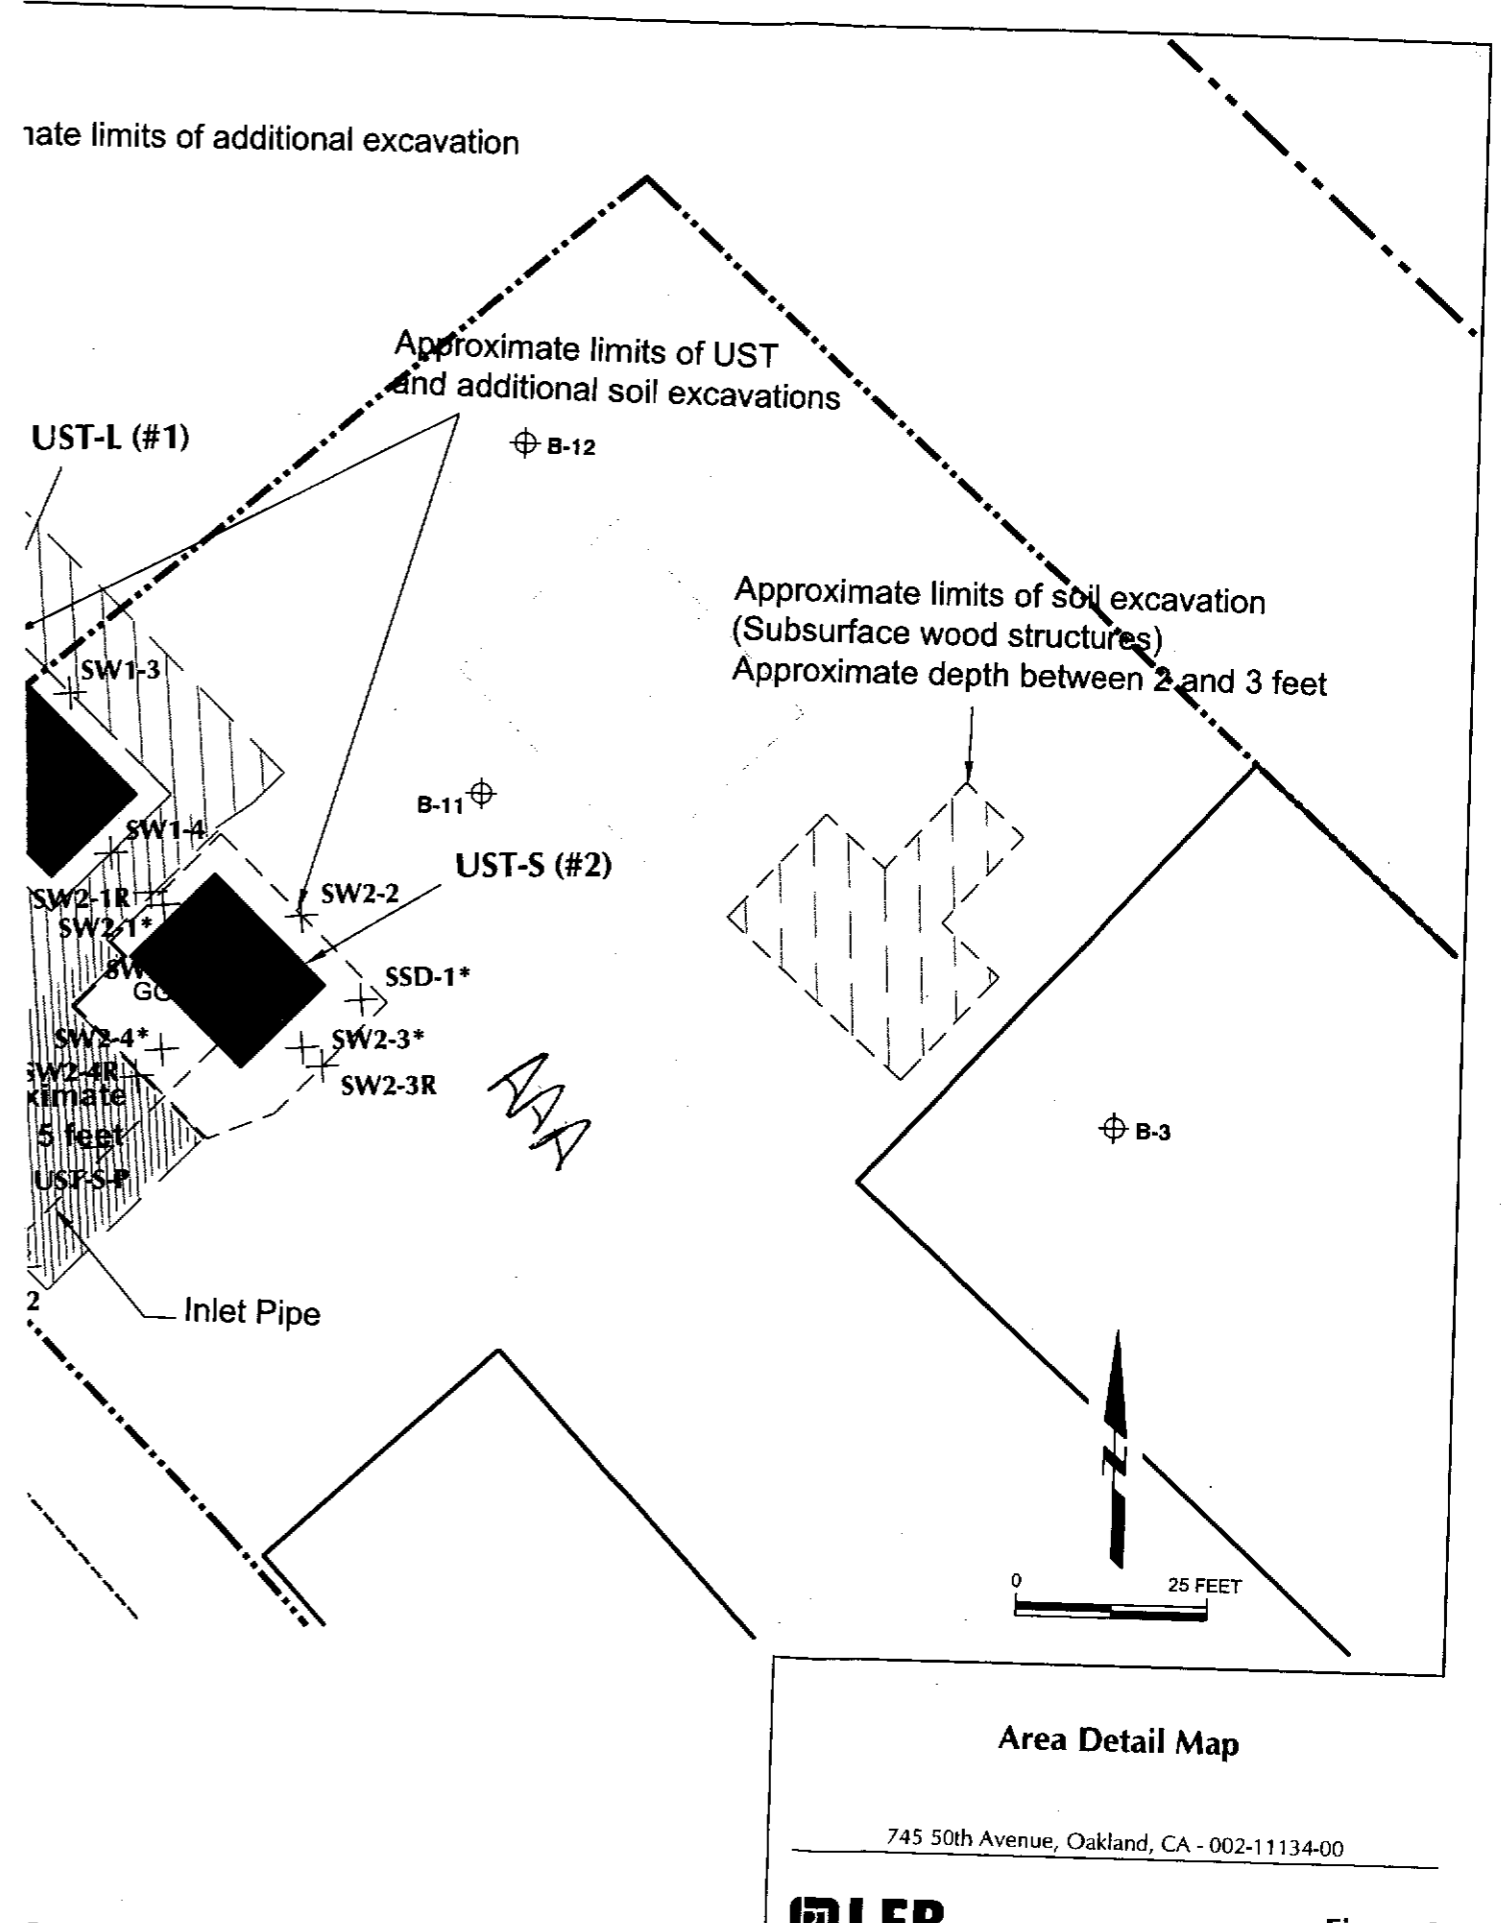 limits of additional excavation
Approximate limits of UST
and additional soil excavations
UST-L (#1)
B-12
Approximate limits of soil excavation
(Subsurface wood structures)
Approximate depth between 2 and 3 feet
SW1-3
B-11
SW1-4
UST-S (#2)
SW2-1R
SW2-2
SW2-1*
SSD-1*
SW2-4*
SW2-3*
SW2-4R
SW2-3R
5 feet
B-3
UST-S-P
2
Inlet Pipe
0 25 FEET
Area Detail Map
745 50th Avenue, Oakland, CA - 002-11134-00
LFR